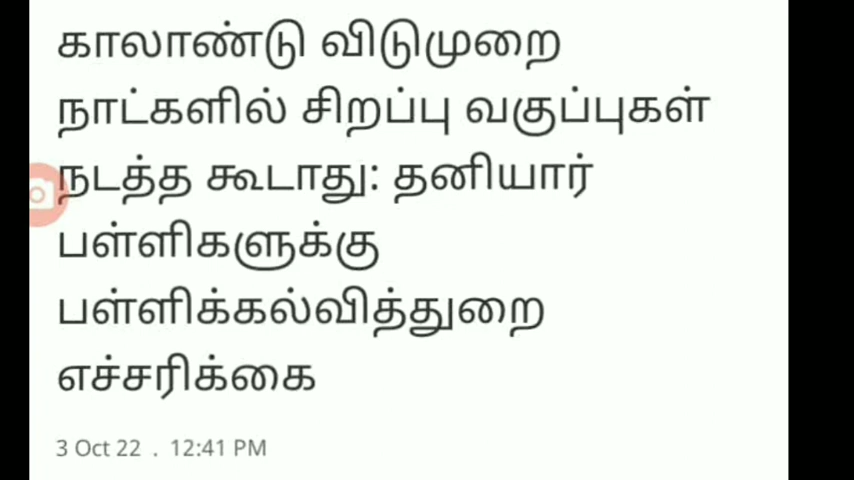 காலாண்டு விடுமுறை
நாட்களில் சிறப்பு வகுப்புகள்
நடத்த கூடாது: தனியார்
பள்ளிகளுக்கு
பள்ளிக்கல்வித்துறை
எச்சரிக்கை
3 Oct 22 . 12:41 PM